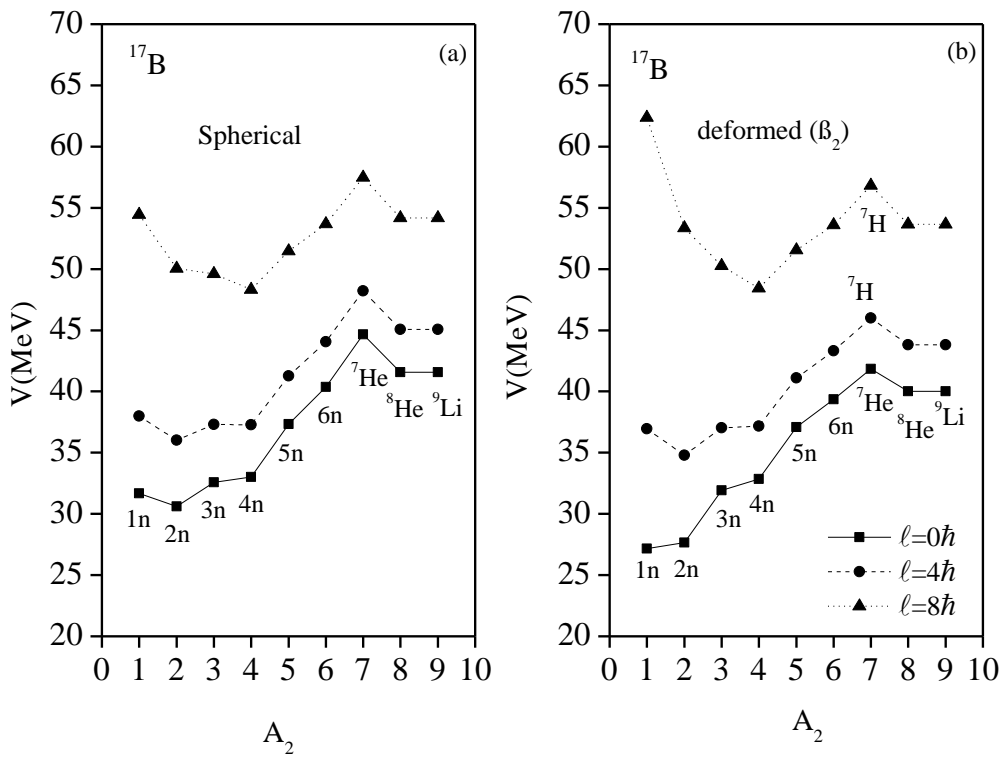 70
65
60
55
50
45
40
35
30
25
20
V(MeV)
¹⁷B
(a)
Spherical
1n
2n
3n
4n
5n
6n
⁷He
⁸He
⁹Li
0 1 2 3 4 5 6 7 8 9 10
A₂
70
65
60
55
50
45
40
35
30
25
20
V(MeV)
¹⁷B
(b)
deformed (ß₂)
⁷H
⁷H
1n
2n
3n
4n
5n
6n
⁷He
⁸He
⁹Li
ℓ=0ħ
ℓ=4ħ
ℓ=8ħ
0 1 2 3 4 5 6 7 8 9 10
A₂